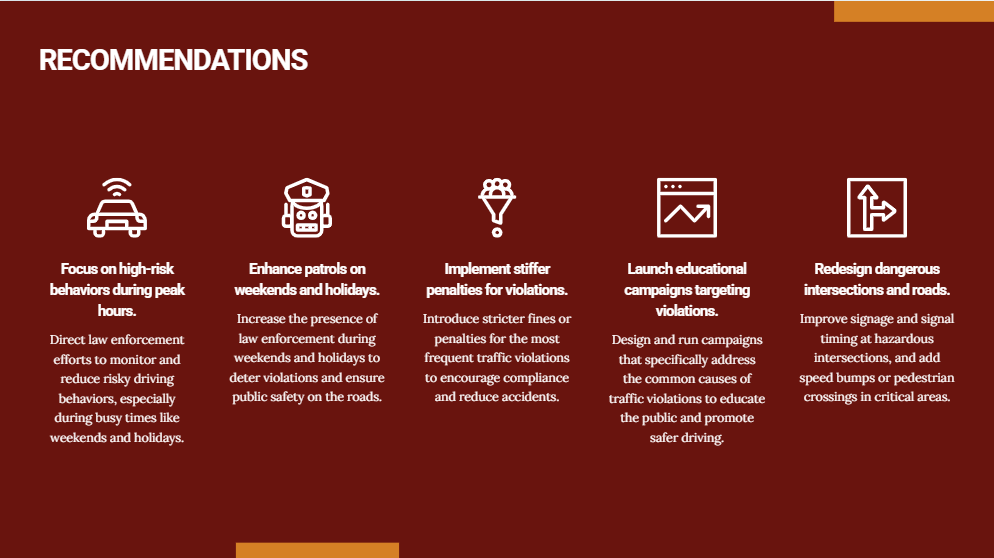 RECOMMENDATIONS
Focus on high-risk
behaviors during peak
hours.
Direct law enforcement
efforts to monitor and
reduce risky driving
behaviors, especially
during busy times like
weekends and holidays.
Enhance patrols on
weekends and holidays.
Increase the presence of
law enforcement during
weekends and holidays to
deter violations and ensure
public safety on the roads.
Implement stiffer
penalties for violations.
Introduce stricter fines or
penalties for the most
frequent traffic violations
to encourage compliance
and reduce accidents.
Launch educational
campaigns targeting
violations.
Design and run campaigns
that specifically address
the common causes of
traffic violations to educate
the public and promote
safer driving.
Redesign dangerous
intersections and roads.
Improve signage and signal
timing at hazardous
intersections, and add
speed bumps or pedestrian
crossings in critical areas.